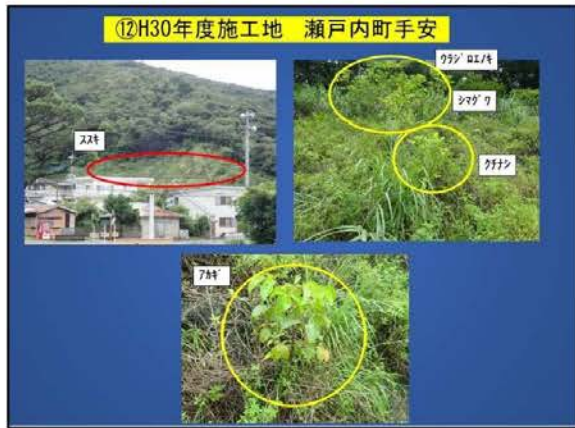 ⑫H30年度施工地　瀬戸内町手安
ススキ
ウラジロエノキ
シマグワ
クチナシ
アカギ